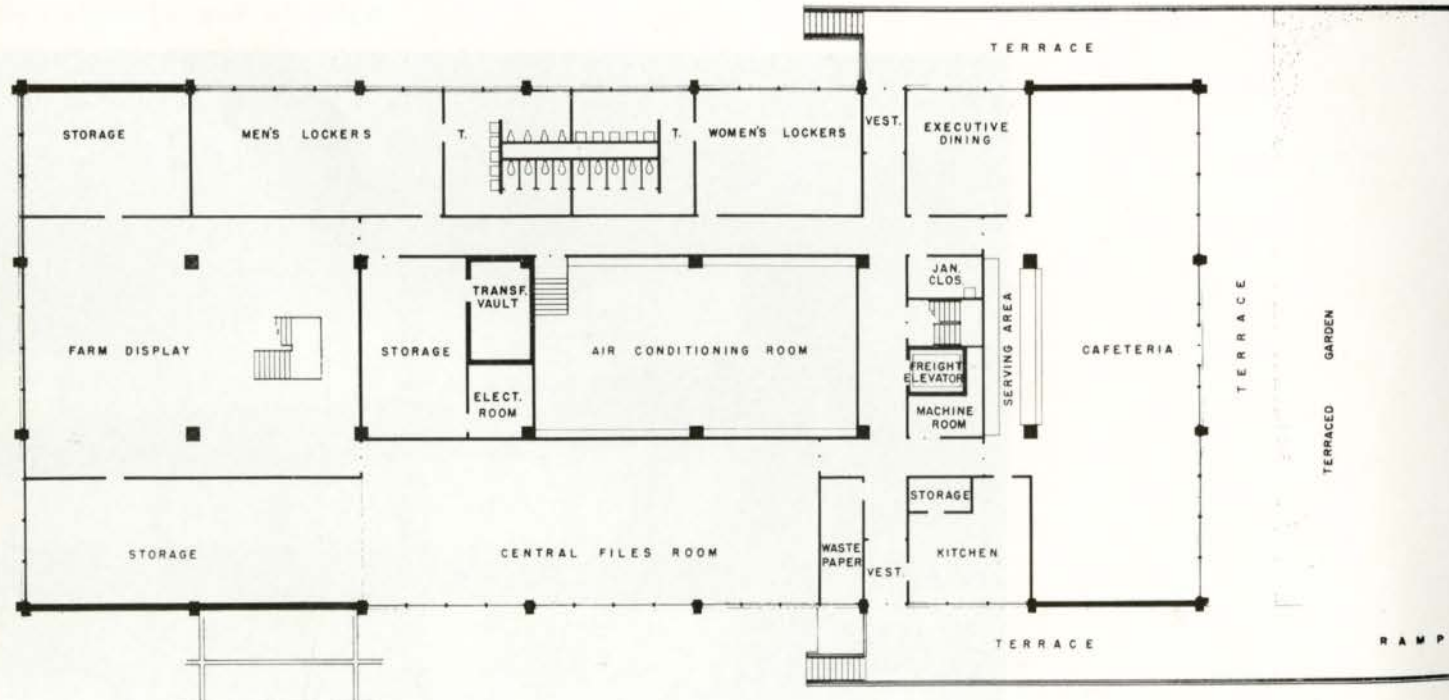 TERRACE
STORAGE
MEN'S LOCKERS
T.
T.
WOMEN'S LOCKERS
VEST.
EXECUTIVE
DINING
JAN.
CLOS.
TRANSF.
VAULT
FARM DISPLAY
STORAGE
AIR CONDITIONING ROOM
FREIGHT
ELEVATOR
SERVING AREA
CAFETERIA
TERRACE
TERRACED GARDEN
ELECT.
ROOM
MACHINE
ROOM
STORAGE
STORAGE
CENTRAL FILES ROOM
WASTE
PAPER
VEST.
KITCHEN
TERRACE
RAMP